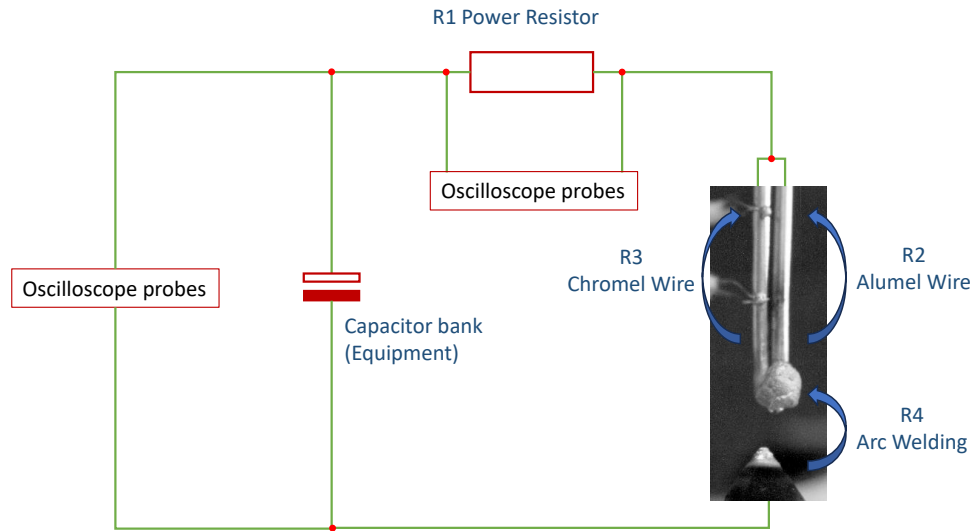 R1 Power Resistor
Oscilloscope probes
R3
Chromel Wire
R2
Alumel Wire
Oscilloscope probes
Capacitor bank
(Equipment)
R4
Arc Welding